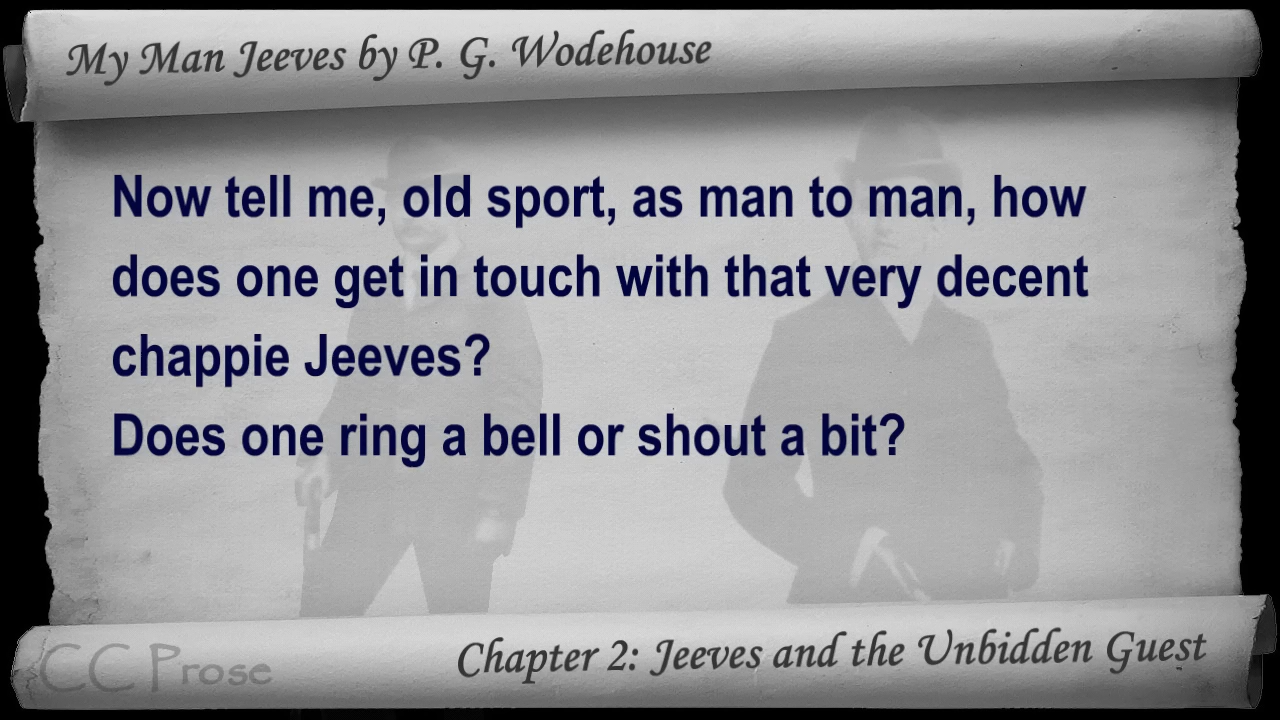 My Man Jeeves by P. G. Wodehouse
Now tell me, old sport, as man to man, how
does one get in touch with that very decent
chappie Jeeves?
Does one ring a bell or shout a bit?
CC Prose
Chapter 2: Jeeves and the Unbidden Guest